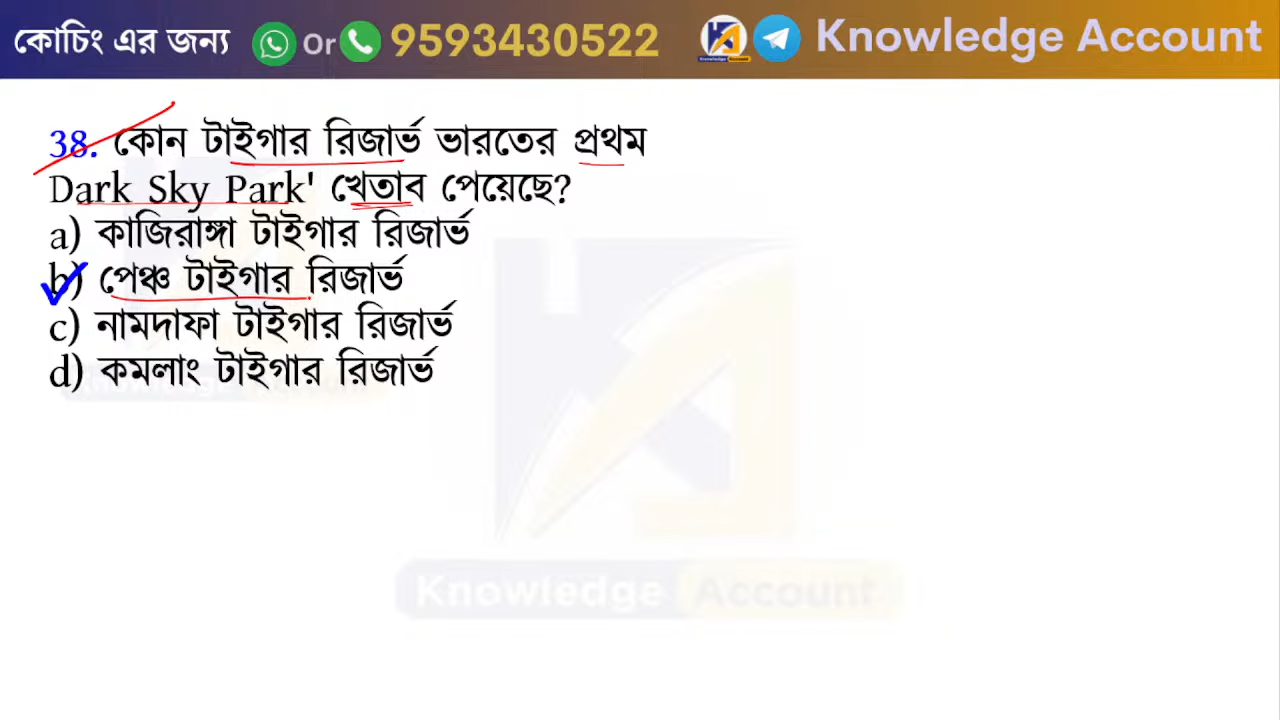 কোচিং এর জন্য Or 9593430522 Knowledge Account
38. কোন টাইগার রিজার্ভ ভারতের প্রথম
Dark Sky Park' খেতাব পেয়েছে?
a) কাজিরাঙ্গা টাইগার রিজার্ভ
b) পেঞ্চ টাইগার রিজার্ভ
c) নামদাফা টাইগার রিজার্ভ
d) কমলাং টাইগার রিজার্ভ
Knowledge Account